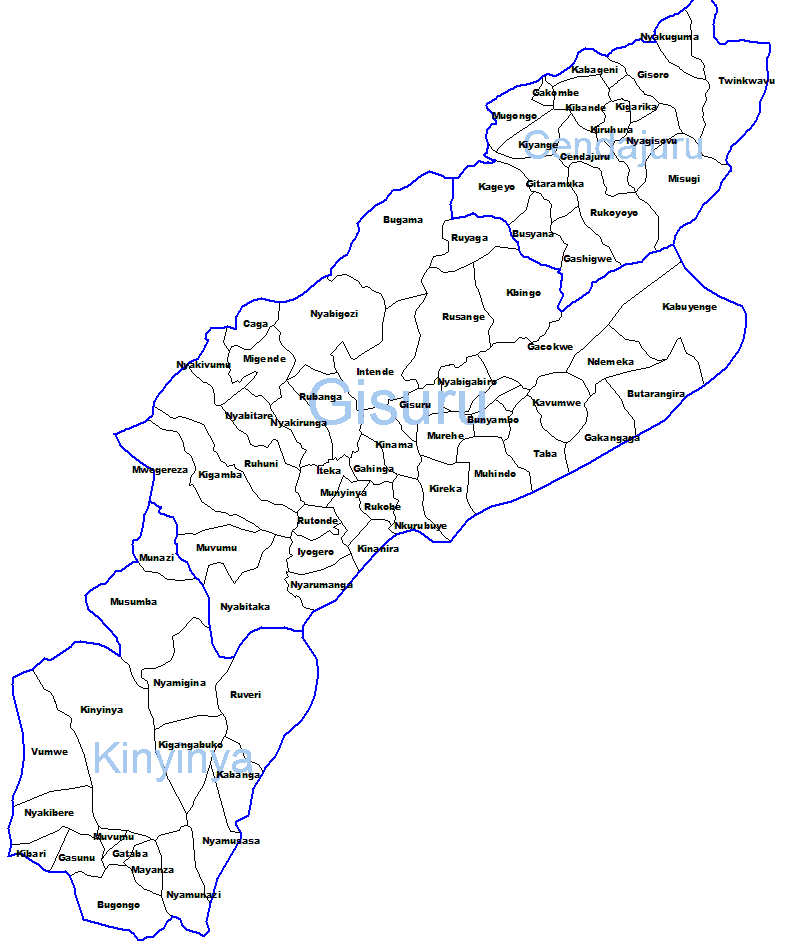 Nyakuguma
Kabageni
Gisoro
Twinkwavu
Gakombe
Kibande
Kigarika
Mugongo
Kiruhura
Nyagisovu
Kiyange
Cendajuru
Cendajuru
Misugi
Kageyo
Gitaramuka
Rukoyoyo
Bugama
Busyana
Ruyaga
Gashigwe
Kbingo
Kabuyenge
Nyabigozi
Rusange
Caga
Gacokwe
Migende
Nyakivumu
Ndemeka
Intende
Nyabigabiro
Butarangira
Rubanga
Gisuru
Gisuru
Kavumwe
Nyabitare
Nyakirunga
Bunyambo
Murehe
Gakangaga
Kinama
Taba
Ruhuni
Mwegereza
Kigamba
Iteka
Gahinga
Muhindo
Munyinya
Kireka
Rukobe
Rutonde
Nkurubuye
Muvumu
Iyogero
Kinanira
Munazi
Nyarumanga
Musumba
Nyabitaka
Nyamigina
Ruveri
Kinyinya
Kigangabuko
Vumwe
Kinyinya
Kabanga
Nyakibere
Muvumu
Nyamusasa
Kibari
Gasunu
Gataba
Mayanza
Nyamunazi
Bugongo